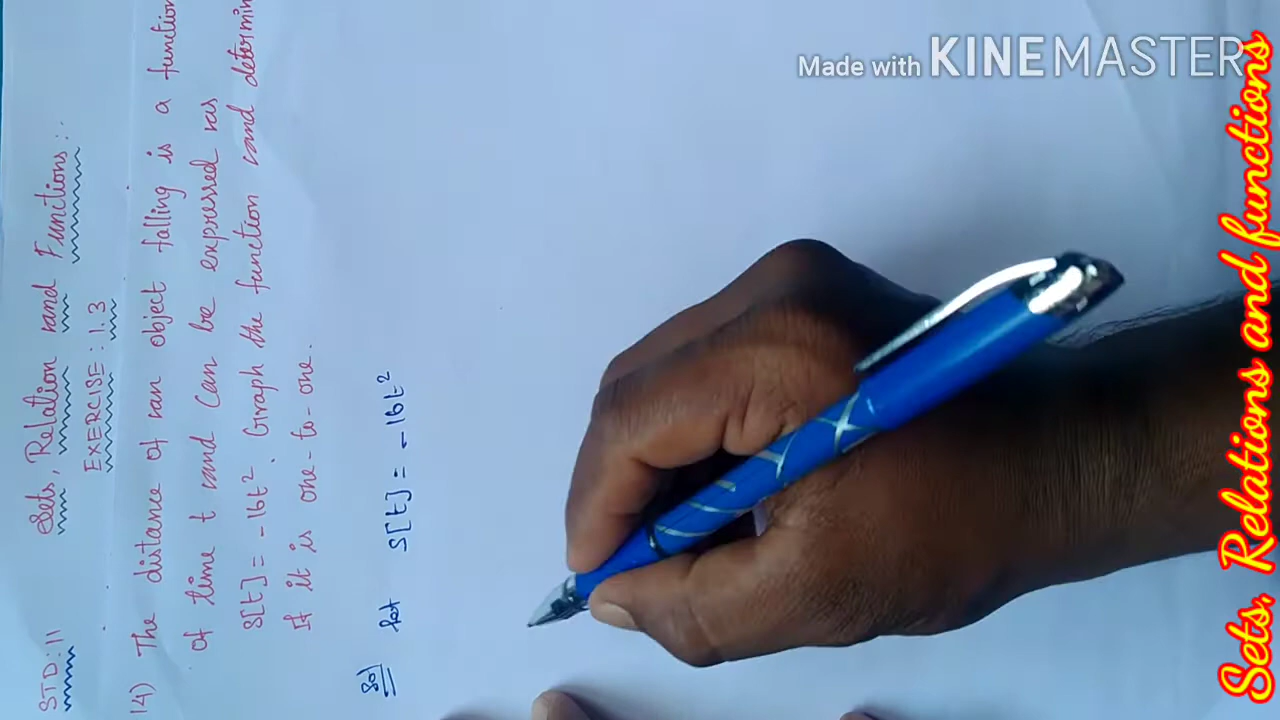 STD: 11 Sets, Relation and Functions:-
EXERCISE: 1.3
14) The distance of an object falling is a function
of time t and can be expressed as
S[t] = -16t². Graph the function and determin
If it is one-to-one.
Sol let S[t] = -16t²
Made with KINEMASTER
Sets, Relations and functions